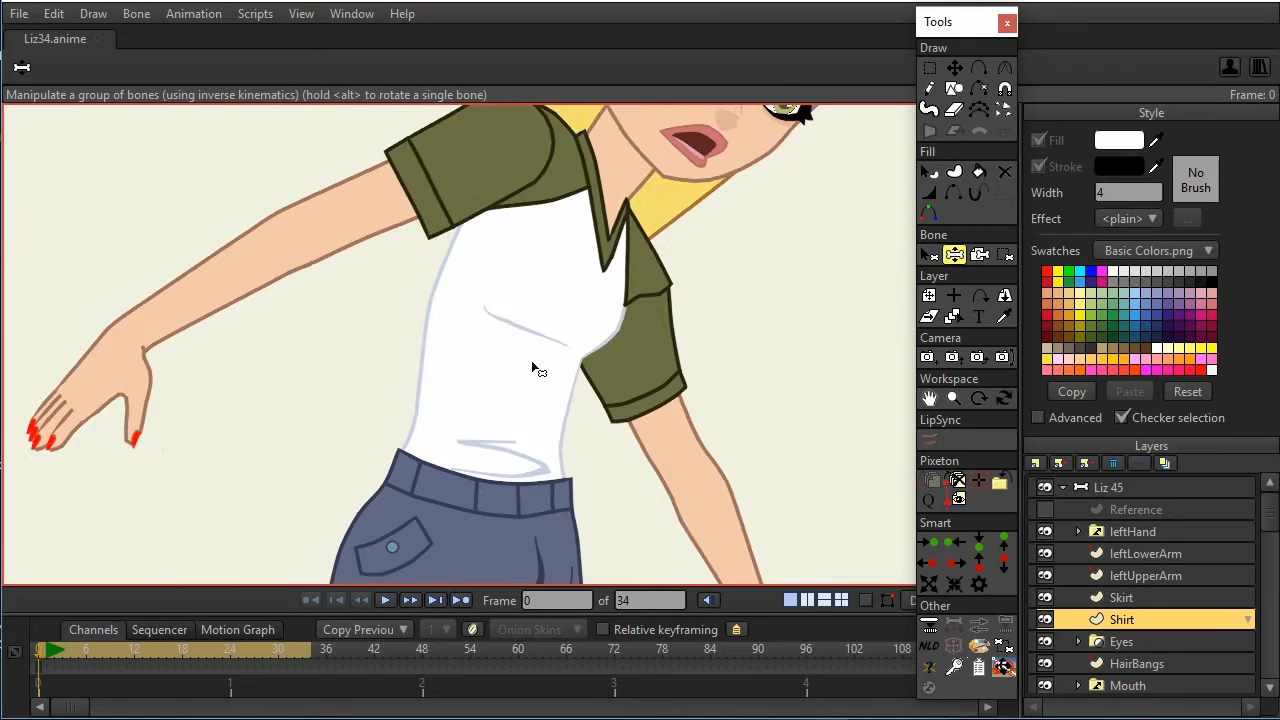 File Edit Draw Bone Animation Scripts View Window Help
Tools x
Liz34.anime
Draw
Manipulate a group of bones (using inverse kinematics) (hold <alt> to rotate a single bone)
Frame: 0
Style
Fill
Stroke
No Brush
Width 4
Effect <plain> ...
Fill
Bone
Swatches Basic Colors.png
Layer
T
Camera
Workspace
Copy Paste Reset
LipSync
Advanced Checker selection
Layers
Pixeton
Q
Liz 45
Reference
Smart
leftHand
leftLowerArm
leftUpperArm
Frame 0 of 34 D
Skirt
Other
Shirt
Channels Sequencer Motion Graph Copy Previou 1 Onion Skins Relative keyframing
Eyes
0 6 12 18 24 30 36 42 48 54 60 66 72 78 84 90 96 102 108
NLD
HairBangs
0 1 2 3 4
Mouth